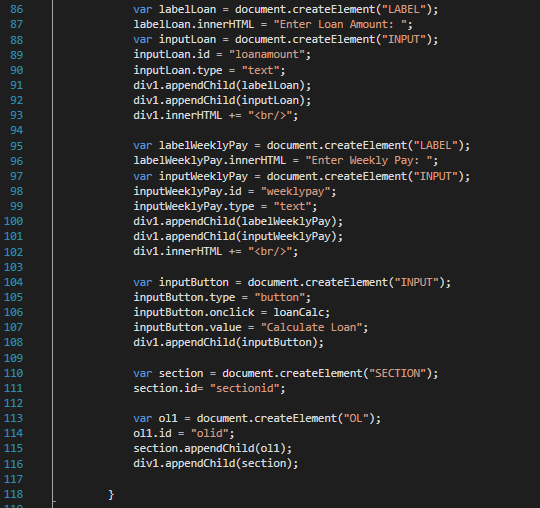 86 var labelLoan = document.createElement("LABEL");
87 labelLoan.innerHTML = "Enter Loan Amount: ";
88 var inputLoan = document.createElement("INPUT");
89 inputLoan.id = "loanamount";
90 inputLoan.type = "text";
91 div1.appendChild(labelLoan);
92 div1.appendChild(inputLoan);
93 div1.innerHTML += "<br/>";
94
95 var labelWeeklyPay = document.createElement("LABEL");
96 labelWeeklyPay.innerHTML = "Enter Weekly Pay: ";
97 var inputWeeklyPay = document.createElement("INPUT");
98 inputWeeklyPay.id = "weeklypay";
99 inputWeeklyPay.type = "text";
100 div1.appendChild(labelWeeklyPay);
101 div1.appendChild(inputWeeklyPay);
102 div1.innerHTML += "<br/>";
103
104 var inputButton = document.createElement("INPUT");
105 inputButton.type = "button";
106 inputButton.onclick = loanCalc;
107 inputButton.value = "Calculate Loan";
108 div1.appendChild(inputButton);
109
110 var section = document.createElement("SECTION");
111 section.id= "sectionid";
112
113 var ol1 = document.createElement("OL");
114 ol1.id = "olid";
115 section.appendChild(ol1);
116 div1.appendChild(section);
117
118 }